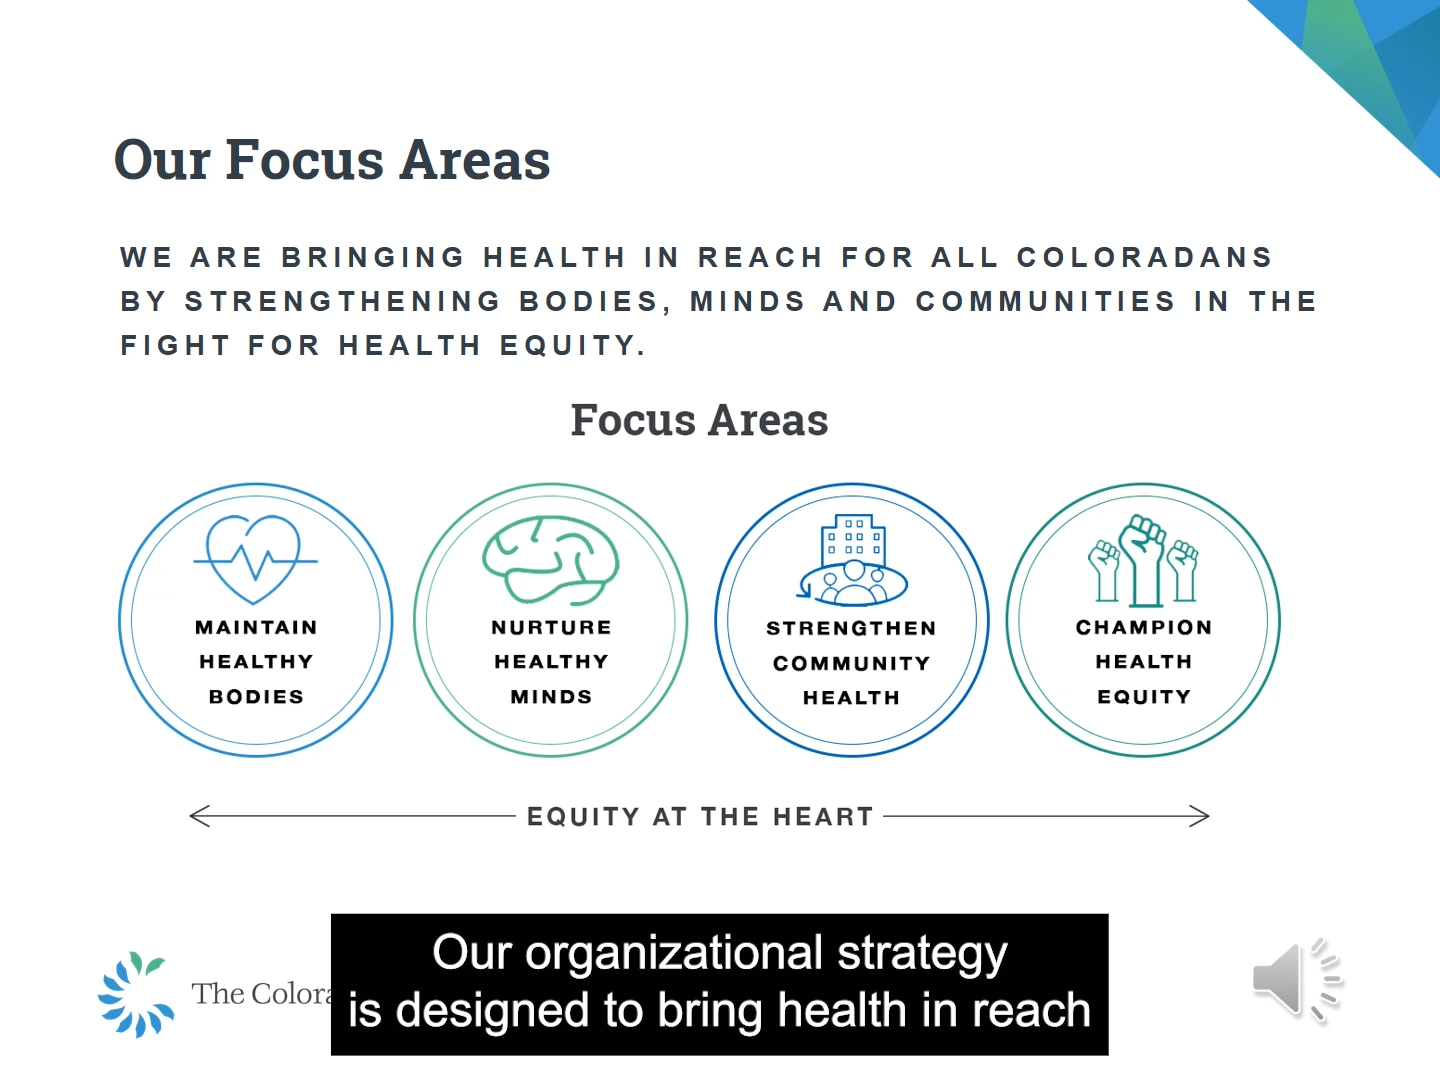 Our Focus Areas
WE ARE BRINGING HEALTH IN REACH FOR ALL COLORADANS
BY STRENGTHENING BODIES, MINDS AND COMMUNITIES IN THE
FIGHT FOR HEALTH EQUITY.
Focus Areas
MAINTAIN
HEALTHY
BODIES
NURTURE
HEALTHY
MINDS
STRENGTHEN
COMMUNITY
HEALTH
CHAMPION
HEALTH
EQUITY
EQUITY AT THE HEART
The
Our organizational strategy
is designed to bring health in reach